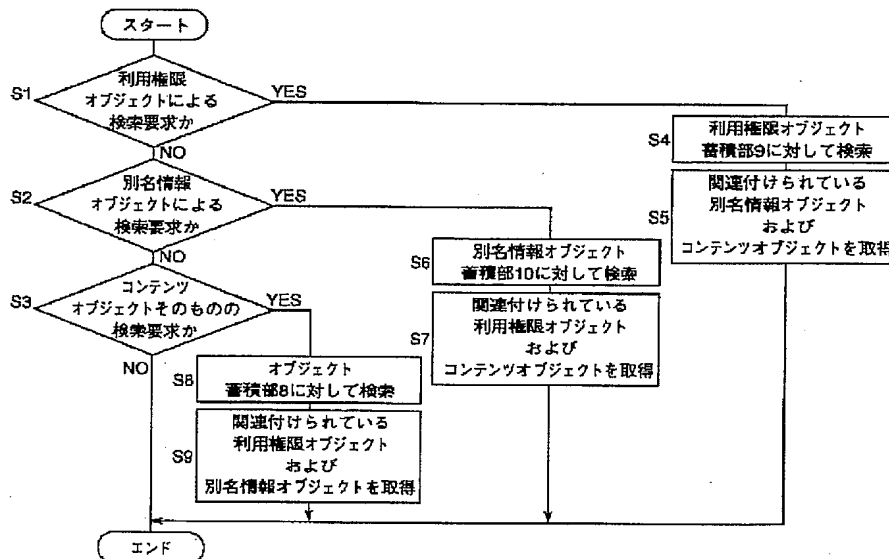 スタート
S1
利用権限
オブジェクトによる
検索要求か
YES
NO
S2
別名情報
オブジェクトによる
検索要求か
YES
NO
S3
コンテンツ
オブジェクトそのものの
検索要求か
YES
NO
S4
利用権限オブジェクト
蓄積部9に対して検索
S5
関連付けられている
別名情報オブジェクト
および
コンテンツオブジェクトを取得
S6
別名情報オブジェクト
蓄積部10に対して検索
S7
関連付けられている
利用権限オブジェクト
および
コンテンツオブジェクトを取得
S8
オブジェクト
蓄積部8に対して検索
S9
関連付けられている
利用権限オブジェクト
および
別名情報オブジェクトを取得
エンド